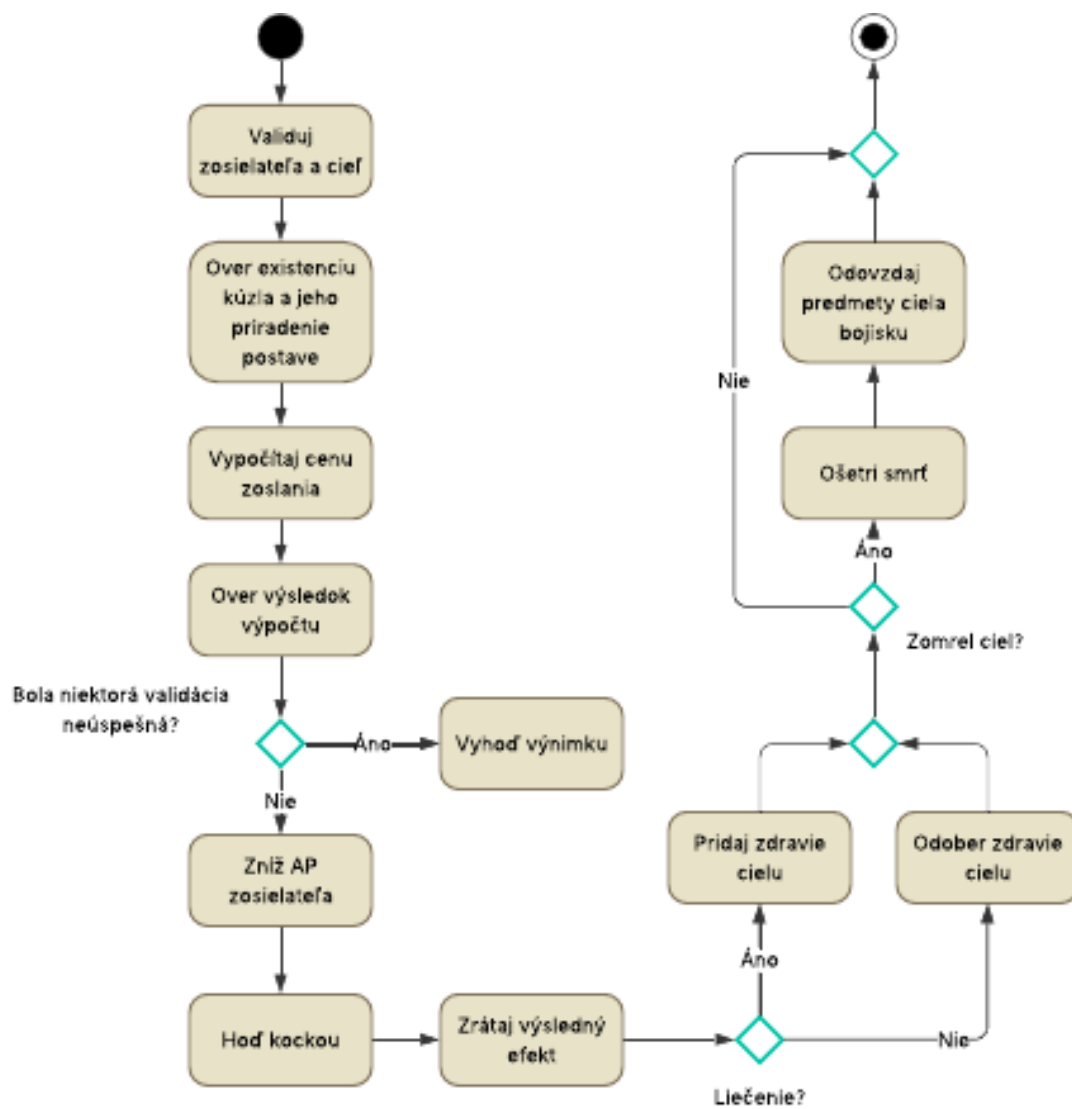 Validuj
zosielateľa a cieľ
Over existenciu
kúzla a jeho
priradenie
postave
Vypočítaj cenu
zoslania
Over výsledok
výpočtu
Bola niektorá validácia
neúspešná?
Áno
Vyhoď výnimku
Nie
Zníž AP
zosielateľa
Hoď kockou
Zrátaj výsledný
efekt
Liečenie?
Áno
Nie
Pridaj zdravie
cielu
Odober zdravie
cielu
Zomrel ciel?
Áno
Nie
Ošetri smrť
Odovzdaj
predmety ciela
bojisku